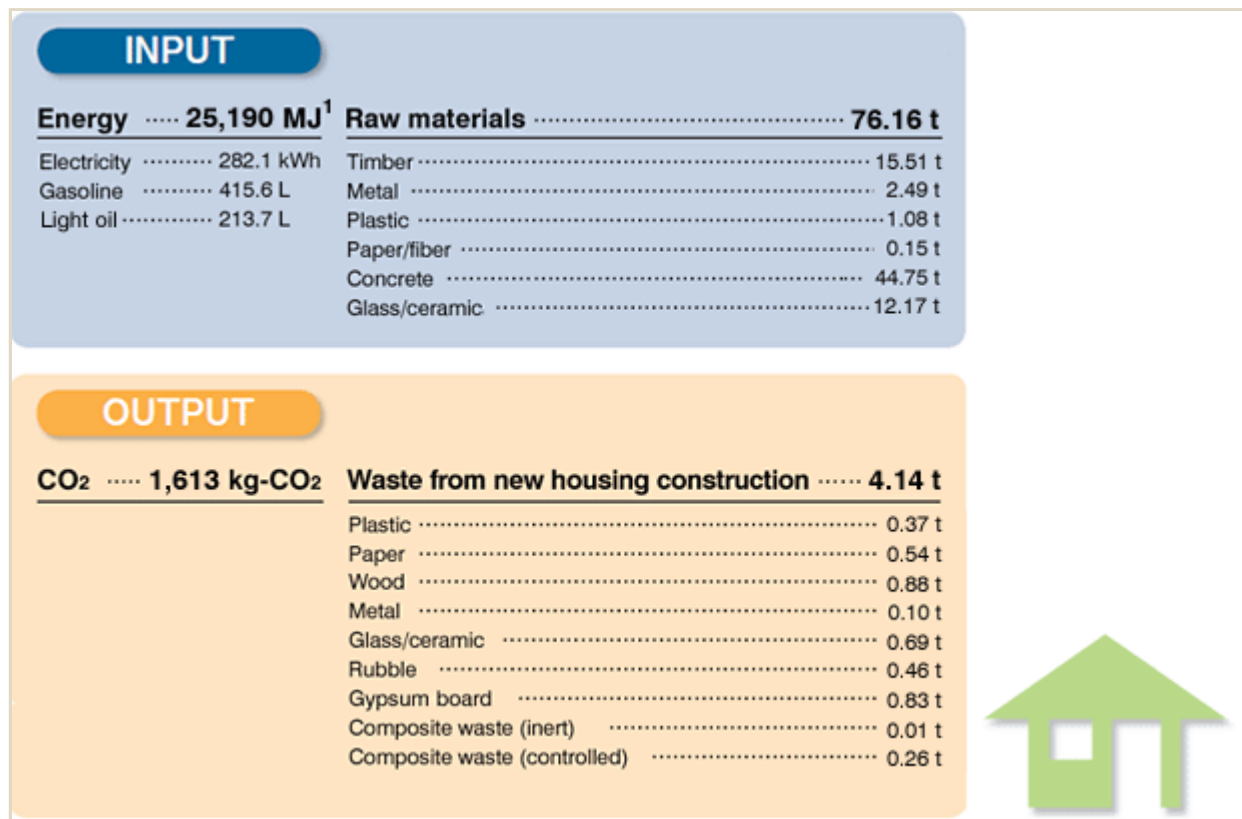 INPUT
Energy ····· 25,190 MJ¹
Electricity ·········· 282.1 kWh
Gasoline ·········· 415.6 L
Light oil ············· 213.7 L
Raw materials ········································· 76.16 t
Timber ································································ 15.51 t
Metal ································································ 2.49 t
Plastic ································································ 1.08 t
Paper/fiber ························································ 0.15 t
Concrete ························································ 44.75 t
Glass/ceramic ···················································· 12.17 t
OUTPUT
CO₂ ····· 1,613 kg-CO₂
Waste from new housing construction ······ 4.14 t
Plastic ································································ 0.37 t
Paper ································································ 0.54 t
Wood ································································ 0.88 t
Metal ································································ 0.10 t
Glass/ceramic ···················································· 0.69 t
Rubble ···························································· 0.46 t
Gypsum board ················································ 0.83 t
Composite waste (inert) ···································· 0.01 t
Composite waste (controlled) ······························ 0.26 t